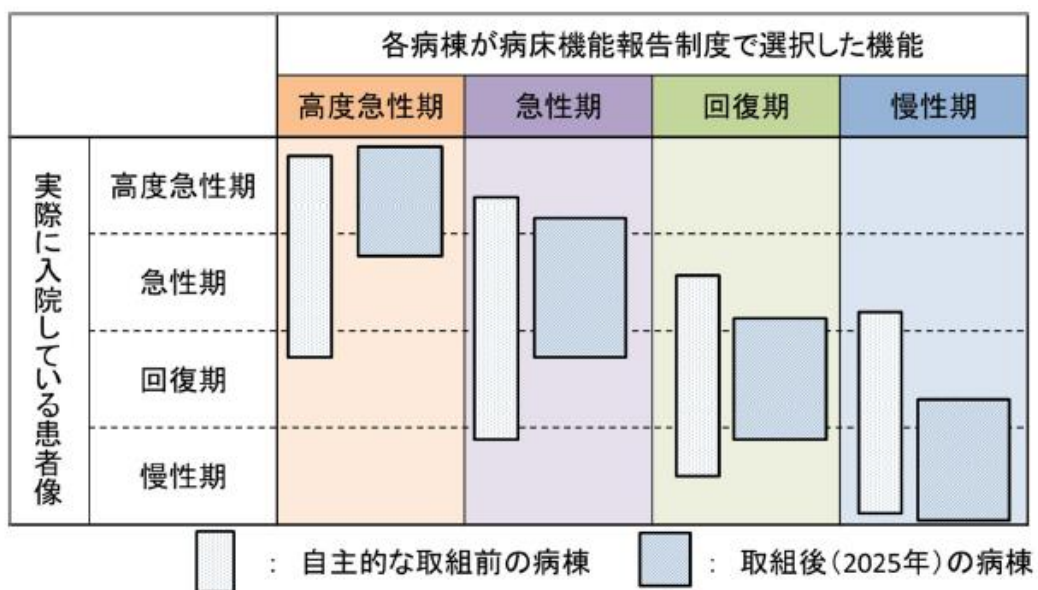 各病棟が病床機能報告制度で選択した機能
高度急性期 急性期 回復期 慢性期
実際に入院している患者像
高度急性期
急性期
回復期
慢性期
： 自主的な取組前の病棟 ： 取組後（2025年）の病棟